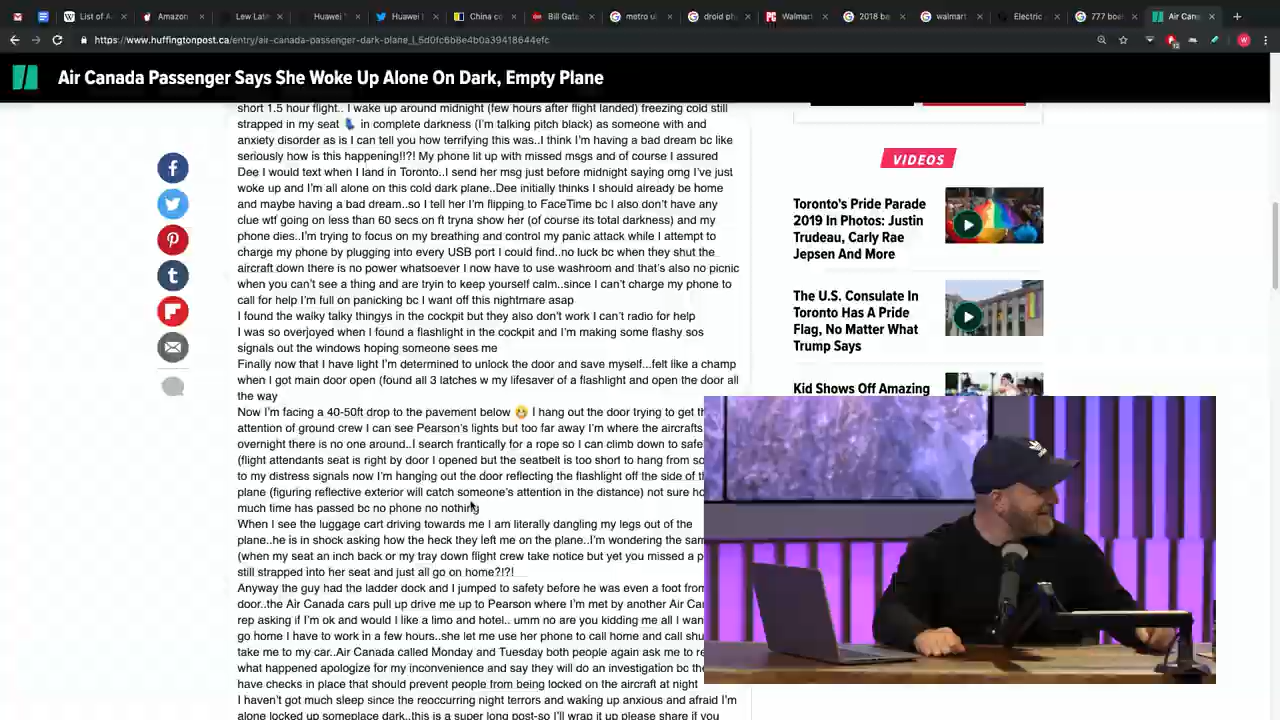 List of A
Amazon
Lew Late
Huawei
Huawei
China co
Bill Gate
metro u
droid ph
Walmart
2018 ba
walmart
Electric
777 boe
Air Cana
https://www.huffingtonpost.ca/entry/air-canada-passenger-dark-plane_l_5d0fc6b8e4b0a39418644efc
Air Canada Passenger Says She Woke Up Alone On Dark, Empty Plane
short 1.5 hour flight.. I wake up around midnight (few hours after flight landed) freezing cold still
strapped in my seat 💺 in complete darkness (I'm talking pitch black) as someone with and
anxiety disorder as is I can tell you how terrifying this was..I think I'm having a bad dream bc like
seriously how is this happening!!?! My phone lit up with missed msgs and of course I assured
Dee I would text when I land in Toronto..I send her msg just before midnight saying omg I've just
woke up and I'm all alone on this cold dark plane..Dee initially thinks I should already be home
and maybe having a bad dream..so I tell her I'm flipping to FaceTime bc I also don't have any
clue wtf going on less than 60 secs on ft tryna show her (of course its total darkness) and my
phone dies..I'm trying to focus on my breathing and control my panic attack while I attempt to
charge my phone by plugging into every USB port I could find..no luck bc when they shut the
aircraft down there is no power whatsoever I now have to use washroom and that's also no picnic
when you can't see a thing and are tryin to keep yourself calm..since I can't charge my phone to
call for help I'm full on panicking bc I want off this nightmare asap
I found the walky talky thingys in the cockpit but they also don't work I can't radio for help
I was so overjoyed when I found a flashlight in the cockpit and I'm making some flashy sos
signals out the windows hoping someone sees me
Finally now that I have light I'm determined to unlock the door and save myself...felt like a champ
when I got main door open (found all 3 latches w my lifesaver of a flashlight and open the door all
the way
Now I'm facing a 40-50ft drop to the pavement below 😬 I hang out the door trying to get th
attention of ground crew I can see Pearson's lights but too far away I'm where the aircrafts
overnight there is no one around..I search frantically for a rope so I can climb down to safe
(flight attendants seat is right by door I opened but the seatbelt is too short to hang from so
to my distress signals now I'm hanging out the door reflecting the flashlight off the side of th
plane (figuring reflective exterior will catch someone's attention in the distance) not sure ho
much time has passed bc no phone no nothing
When I see the luggage cart driving towards me I am literally dangling my legs out of the
plane..he is in shock asking how the heck they left me on the plane..I'm wondering the sam
(when my seat an inch back or my tray down flight crew take notice but yet you missed a p
still strapped into her seat and just all go on home?!?!
Anyway the guy had the ladder dock and I jumped to safety before he was even a foot from
door..the Air Canada cars pull up drive me up to Pearson where I'm met by another Air Ca
rep asking if I'm ok and would I like a limo and hotel.. umm no are you kidding me all I wan
go home I have to work in a few hours..she let me use her phone to call home and call shu
take me to my car..Air Canada called Monday and Tuesday both people again ask me to re
what happened apologize for my inconvenience and say they will do an investigation bc the
have checks in place that should prevent people from being locked on the aircraft at night
I haven't got much sleep since the reoccurring night terrors and waking up anxious and afraid I'm
alone locked up someplace dark..this is a super long post-so I'll wrap it up please share if you
VIDEOS
Toronto's Pride Parade
2019 In Photos: Justin
Trudeau, Carly Rae
Jepsen And More
The U.S. Consulate In
Toronto Has A Pride
Flag, No Matter What
Trump Says
Kid Shows Off Amazing